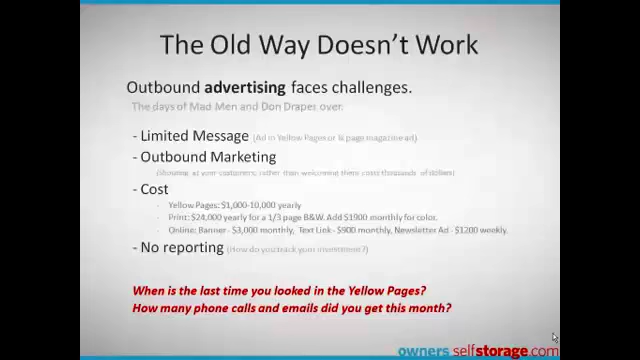 The Old Way Doesn't Work
Outbound advertising faces challenges.
The days of Mad Men and Don Draper over.
- Limited Message (Ad in Yellow Pages or ¼ page magazine ad)
- Outbound Marketing
(Shouting at your customers, rather than welcoming them costs thousands of dollars)
- Cost
- Yellow Pages: $1,000-10,000 yearly
- Print: $24,000 yearly for a 1/3 page B&W. Add $1900 monthly for color.
- Online: Banner - $3,000 monthly, Text Link - $900 monthly, Newsletter Ad - $1200 weekly.
- No reporting (How do you track your investment?)
When is the last time you looked in the Yellow Pages?
How many phone calls and emails did you get this month?
ownersselfstorage.com